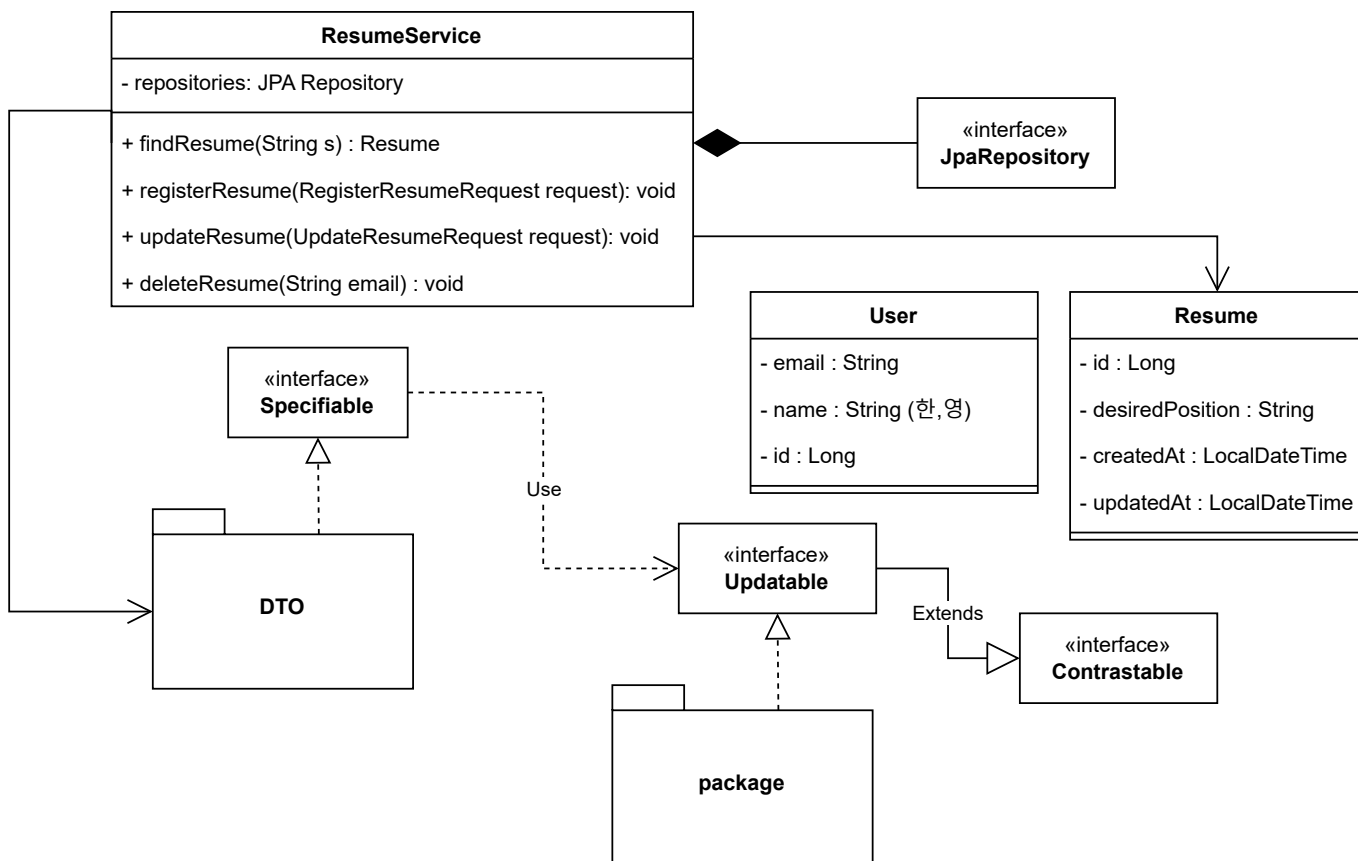 ResumeService
- repositories: JPA Repository
+ findResume(String s) : Resume
+ registerResume(RegisterResumeRequest request): void
+ updateResume(UpdateResumeRequest request): void
+ deleteResume(String email) : void
«interface»
JpaRepository
User
- email : String
- name : String (한,영)
- id : Long
Resume
- id : Long
- desiredPosition : String
- createdAt : LocalDateTime
- updatedAt : LocalDateTime
«interface»
Specifiable
Use
«interface»
Updatable
DTO
Extends
«interface»
Contrastable
package